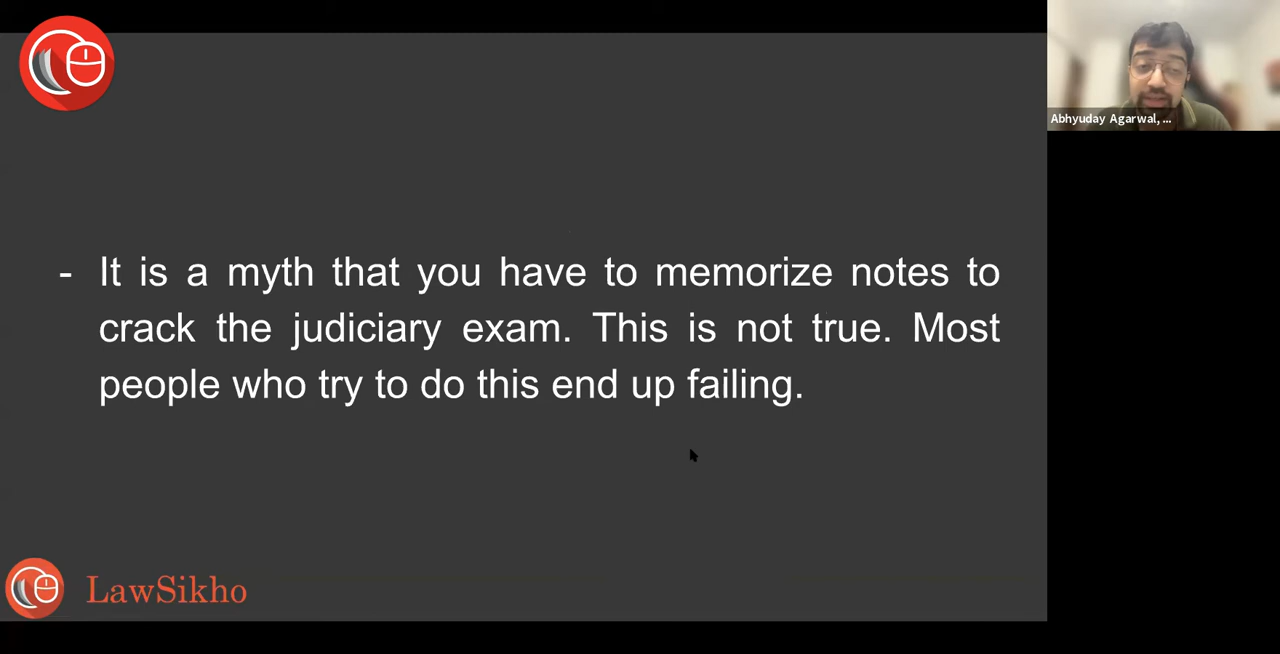 Abhyuday Agarwal, ...
- It is a myth that you have to memorize notes to
crack the judiciary exam. This is not true. Most
people who try to do this end up failing.
LawSikho